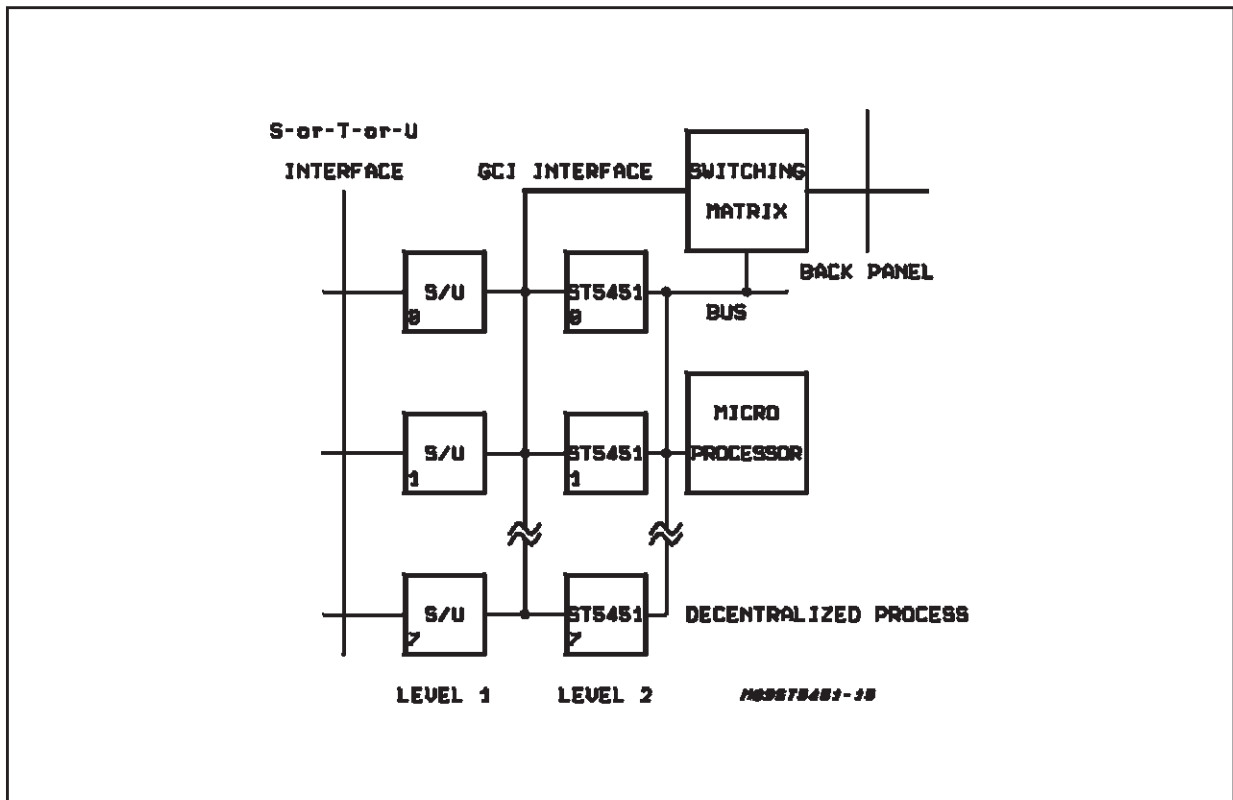 S-or-T-or-U
INTERFACE
GCI INTERFACE
SWITCHING
MATRIX
BACK PANEL
S/U
0
ST5451
0
BUS
MICRO
PROCESSOR
S/U
1
ST5451
1
S/U
7
ST5451
7
DECENTRALIZED PROCESS
LEVEL 1
LEVEL 2